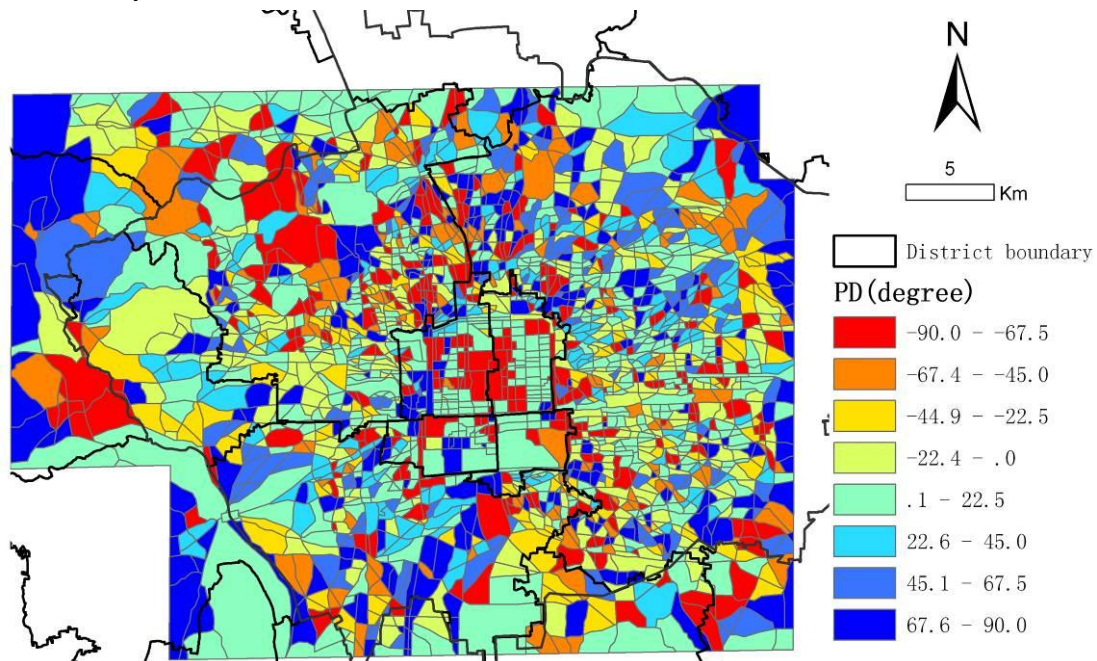 N
5
Km
District boundary
PD(degree)
-90.0 - -67.5
-67.4 - -45.0
-44.9 - -22.5
-22.4 - .0
.1 - 22.5
22.6 - 45.0
45.1 - 67.5
67.6 - 90.0